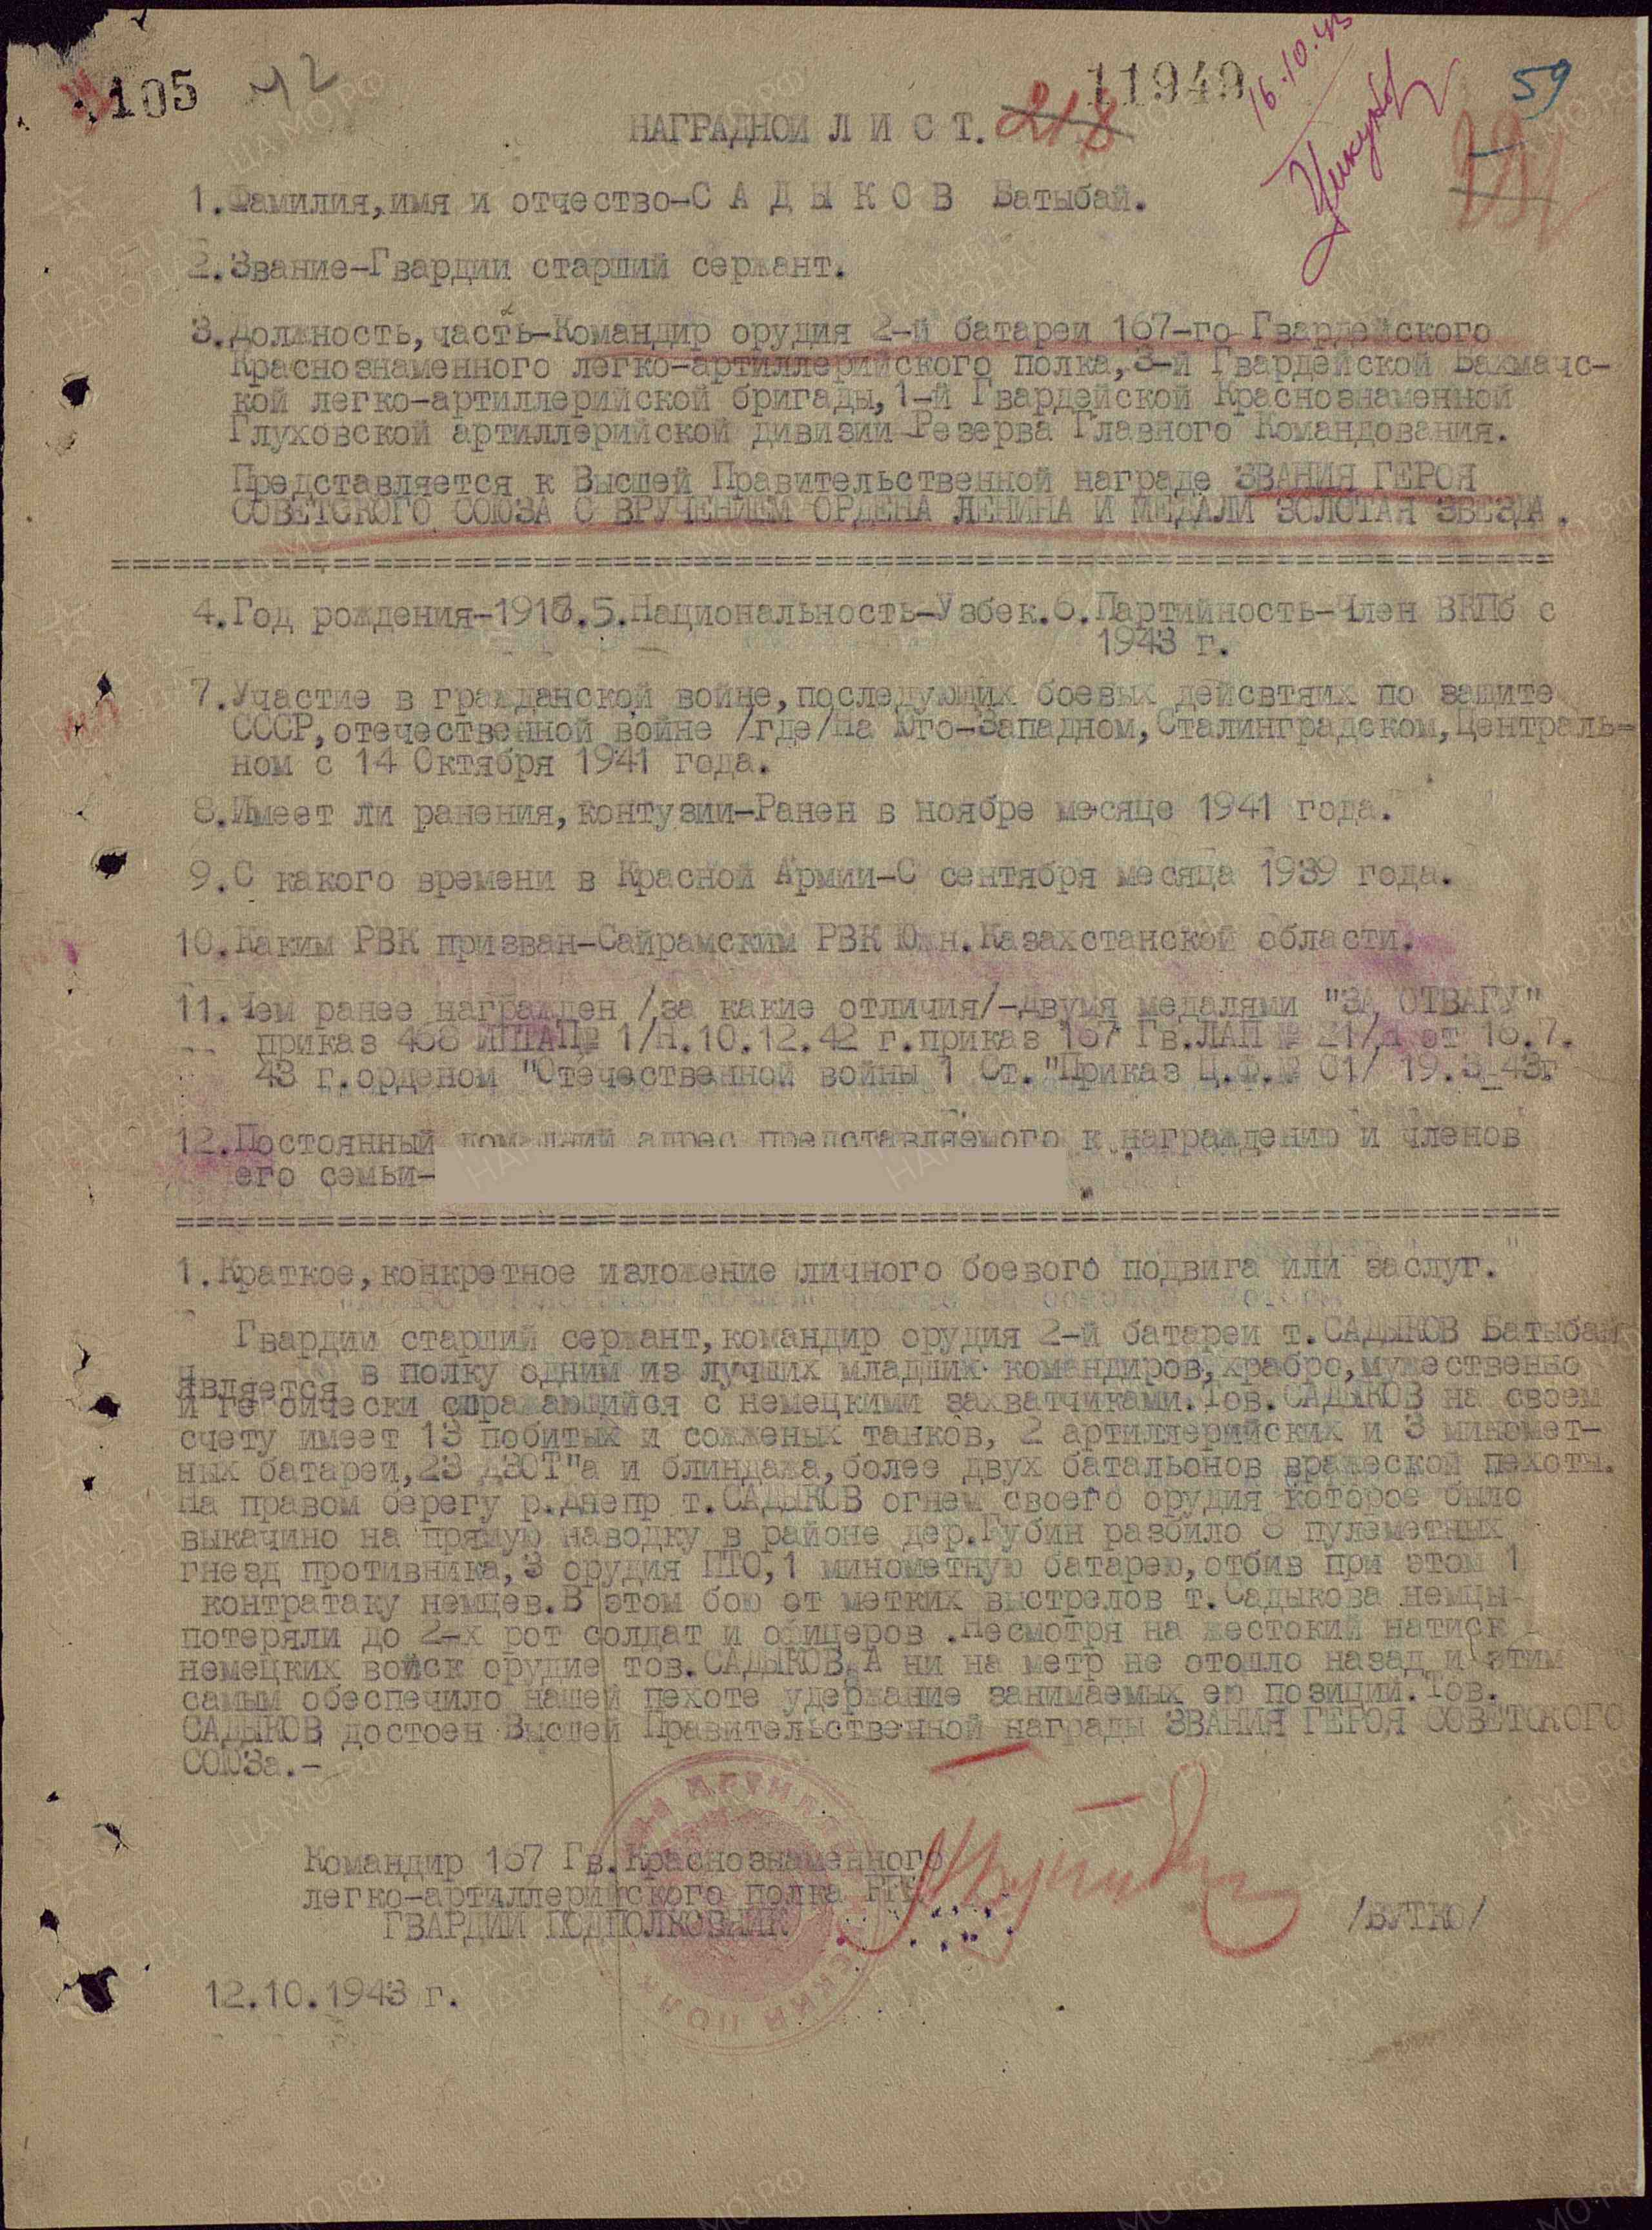 105 42 11949 16.10.43 59
НАГРАДНОЙ Л И С Т. 218
1.Фамилия,имя и отчество-С А Д Ы К О В Батыбай.
2.Звание-Гвардии старший сержант.
3.Должность,часть-Командир орудия 2-й батареи 167-го Гвардейского
Краснознаменного легко-артиллерийского полка,3-й Гвардейской Бахмачс-
кой легко-артиллерийской бригады,1-й Гвардейской Краснознаменной
Глуховской артиллерийской дивизии Резерва Главного Командования.
Представляется к Высшей Правительственной награде ЗВАНИЯ ГЕРОЯ
СОВЕТСКОГО СОЮЗА С ВРУЧЕНИЕМ ОРДЕНА ЛЕНИНА И МЕДАЛИ ЗОЛОТАЯ ЗВЕЗДА.
4.Год рождения-1918.5.Национальность-Узбек.6.Партийность-Член ВКПб с
1943 г.
7.Участие в гражданской войне,последующих боевых дейсвтяих по защите
СССР,отечественной войне /где/На Юго-Западном,Сталинградском,Централь-
ном с 14 Октября 1941 года.
8.Имеет ли ранения,контузии-Ранен в ноябре месяце 1941 года.
9.С какого времени в Красной Армии-С сентября месяца 1939 года.
10.Каким РВК призван-Сайрамским РВК Южн.Казахстанской области.
11.Чем ранее награжден /за какие отличия/-Двумя медалями "ЗА ОТВАГУ"
приказ 468 ИПТАП№ 1/Н.10.12.42 г.приказ 167 Гв.ЛАП № 21/Н от 16.7.
43 г.орденом "Отечественной войны 1 Ст."Приказ Ц.Ф.№ 01/ 19.3_43г
12.Постоянный домашний адрес представляемого к награждению и членов
его семьи-
1.Краткое,конкретное изложение личного боевого подвига или заслуг.
Гвардии старший сержант,командир орудия 2-й батареи т.САДЫКОВ Батыбай
является в полку одним из лучших младших командиров,храбро,мужественно
и героически сражающийся с немецкими захватчиками.Тов.САДЫКОВ на своем
счету имеет 13 побитых и сожженых танков, 2 артиллерийских и 3 миномет-
ных батареи,23 ДЗОТ"а и блиндажа,более двух батальонов вражеской пехоты.
На правом берегу р.Днепр т.САДЫКОВ огнем своего орудия которое было
выкачино на прямую наводку в районе дер.Губин разбило 8 пулеметных
гнезд противника,3 орудия ПТО,1 минометную батарею,отбив при этом 1
контратаку немцев.В этом бою от метких выстрелов т.Садыкова немцы
потеряли до 2-х рот солдат и офицеров .Несмотря на жестокий натиск
немецких войск орудие тов.САДЫКОВ,А ни на метр не отошло назад и этим
самым обеспечило нашей пехоте удержание занимаемых ею позиций.Тов.
САДЫКОВ достоен Высшей Правительственной награды ЗВАНИЯ ГЕРОЯ СОВЕТСКОГО
СОЮЗа.-
Командир 167 Гв.Краснознаменного
легко-артиллерийского полка РГК
ГВАРДИИ ПОДПОЛКОВНИК
/БУТКО/
12.10.1943 г.